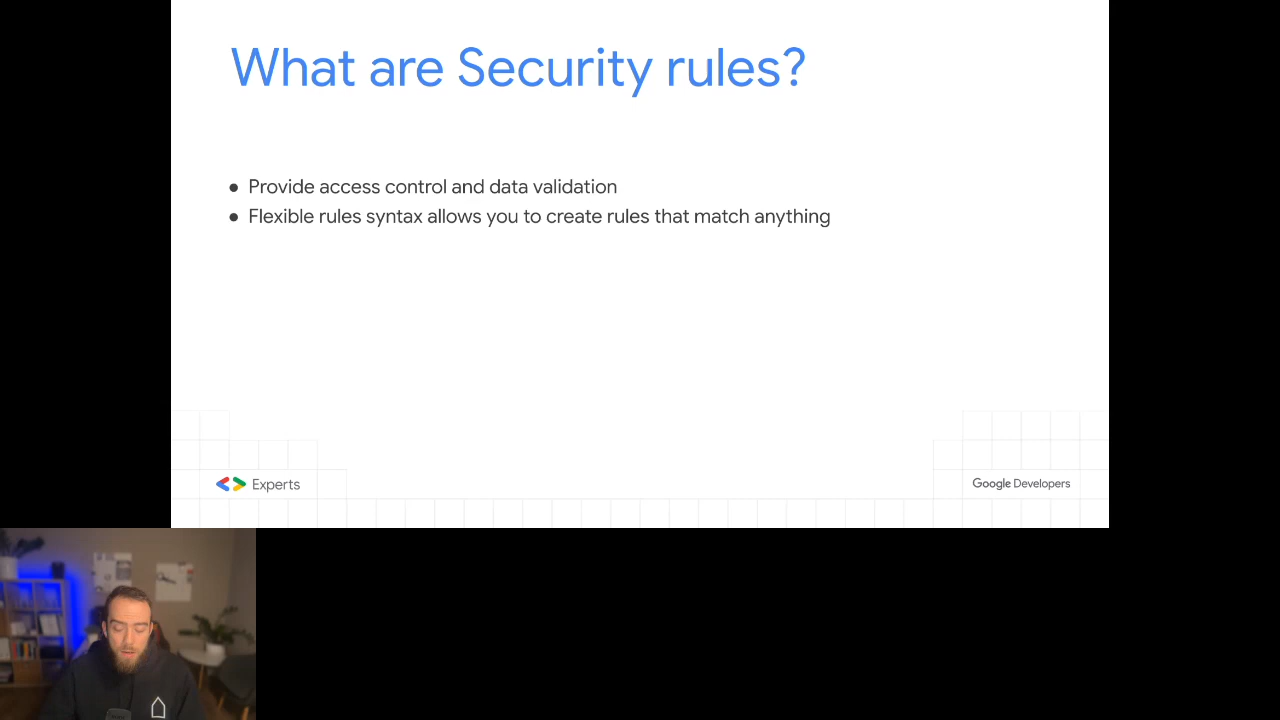 What are Security rules?
● Provide access control and data validation
● Flexible rules syntax allows you to create rules that match anything
Experts
Google Developers